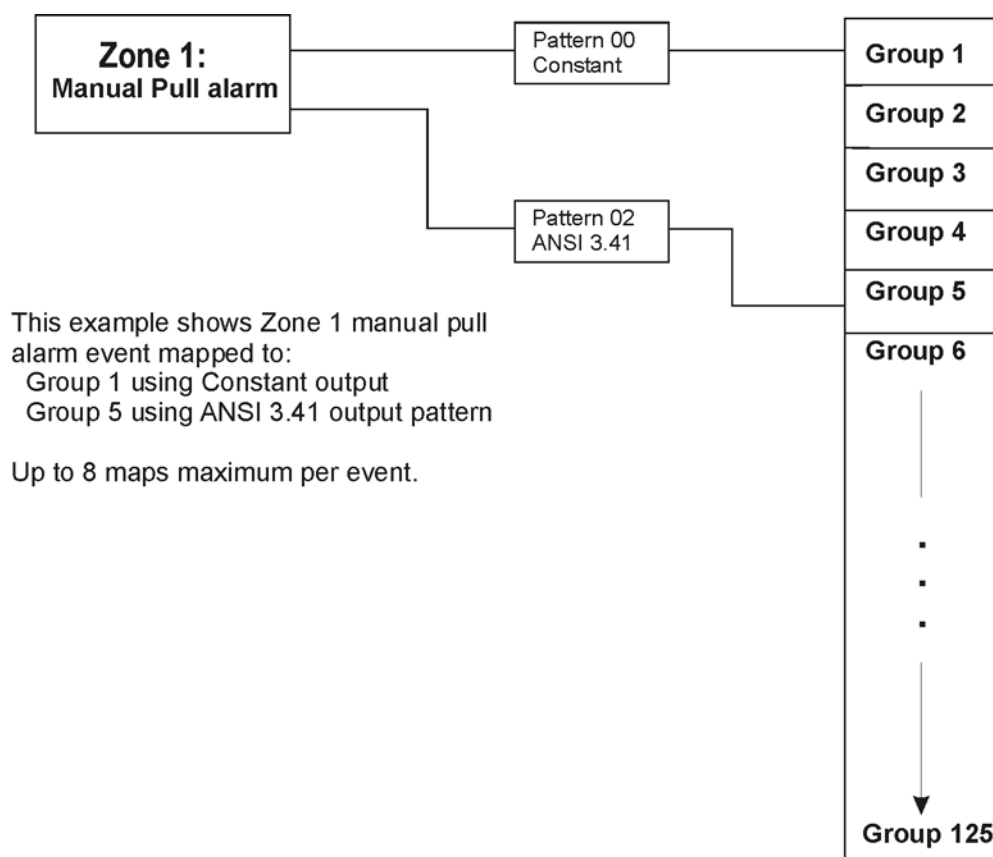 Zone 1:
Manual Pull alarm
Pattern 00
Constant
Pattern 02
ANSI 3.41
Group 1
Group 2
Group 3
Group 4
Group 5
Group 6
Group 125
This example shows Zone 1 manual pull
alarm event mapped to:
Group 1 using Constant output
Group 5 using ANSI 3.41 output pattern
Up to 8 maps maximum per event.